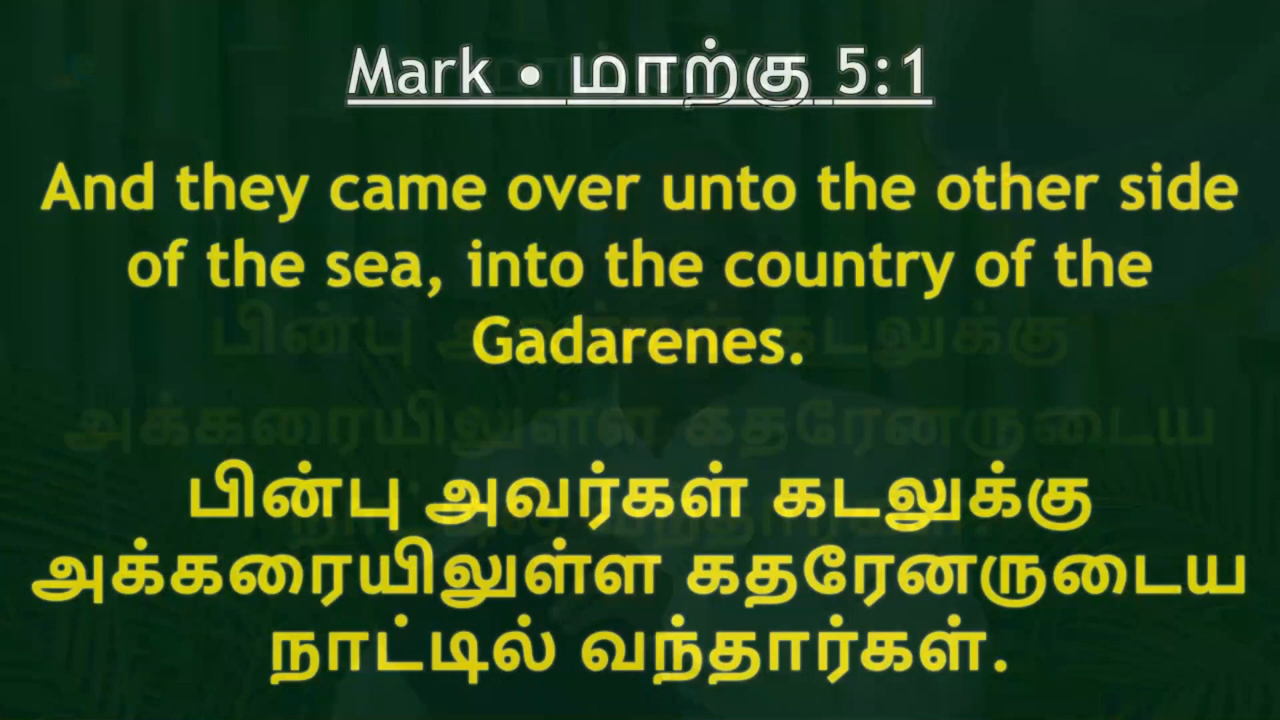 Mark • மாற்கு 5:1
And they came over unto the other side
of the sea, into the country of the
Gadarenes.
பின்பு அவர்கள் கடலுக்கு
அக்கரையிலுள்ள கதரேனருடைய
நாட்டில் வந்தார்கள்.